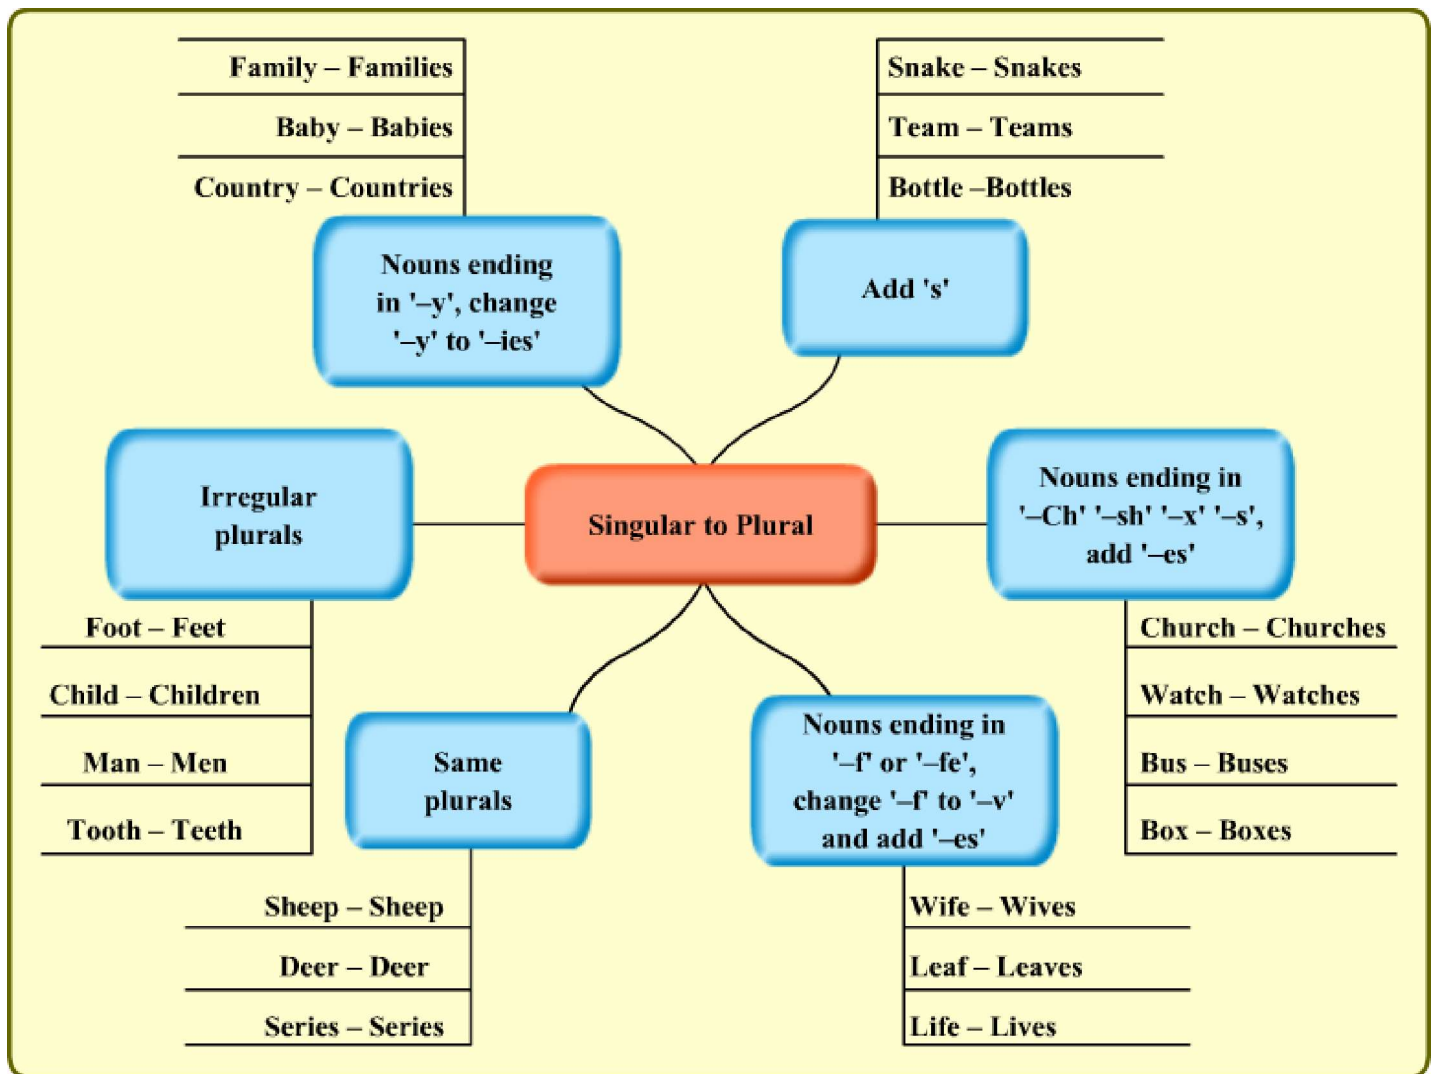 Family – Families
Baby – Babies
Country – Countries
Nouns ending
in '–y', change
'–y' to '–ies'
Snake – Snakes
Team – Teams
Bottle –Bottles
Add 's'
Irregular
plurals
Foot – Feet
Child – Children
Man – Men
Tooth – Teeth
Singular to Plural
Nouns ending in
'–Ch' '–sh' '–x' '–s',
add '–es'
Church – Churches
Watch – Watches
Bus – Buses
Box – Boxes
Same
plurals
Sheep – Sheep
Deer – Deer
Series – Series
Nouns ending in
'–f' or '–fe',
change '–f' to '–v'
and add '–es'
Wife – Wives
Leaf – Leaves
Life – Lives